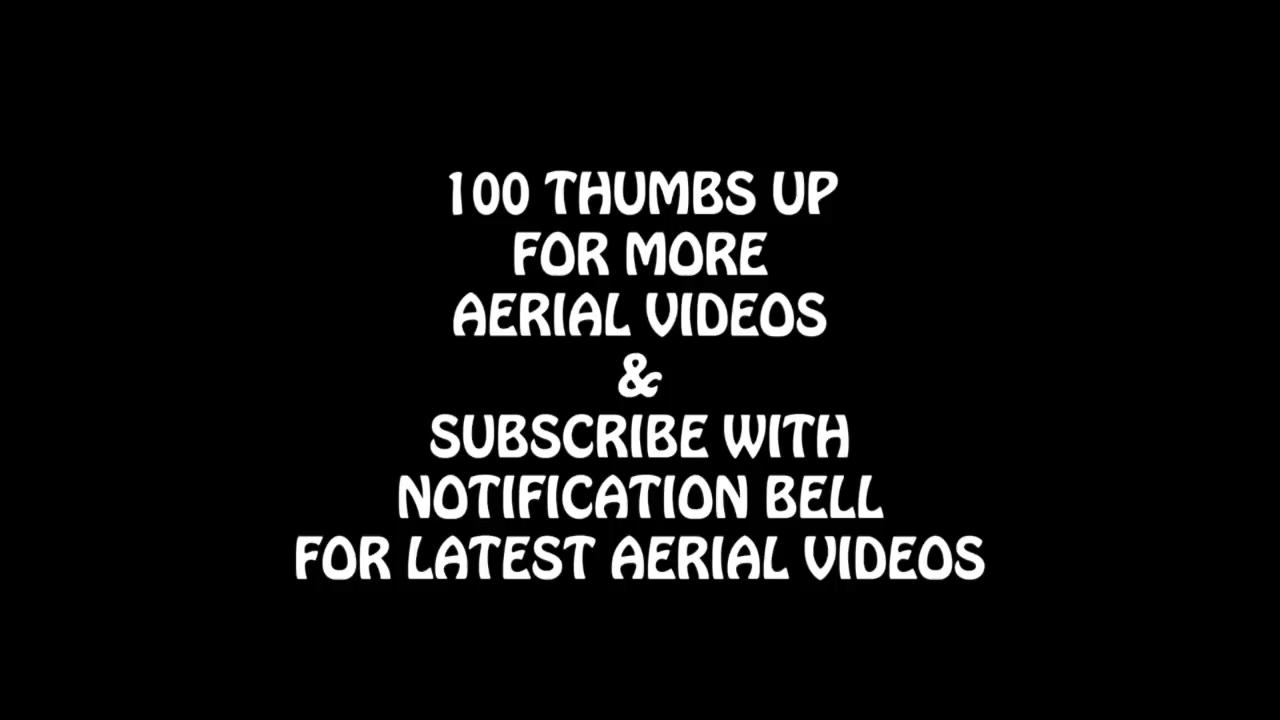 100 THUMBS UP
FOR MORE
AERIAL VIDEOS
&
SUBSCRIBE WITH
NOTIFICATION BELL
FOR LATEST AERIAL VIDEOS